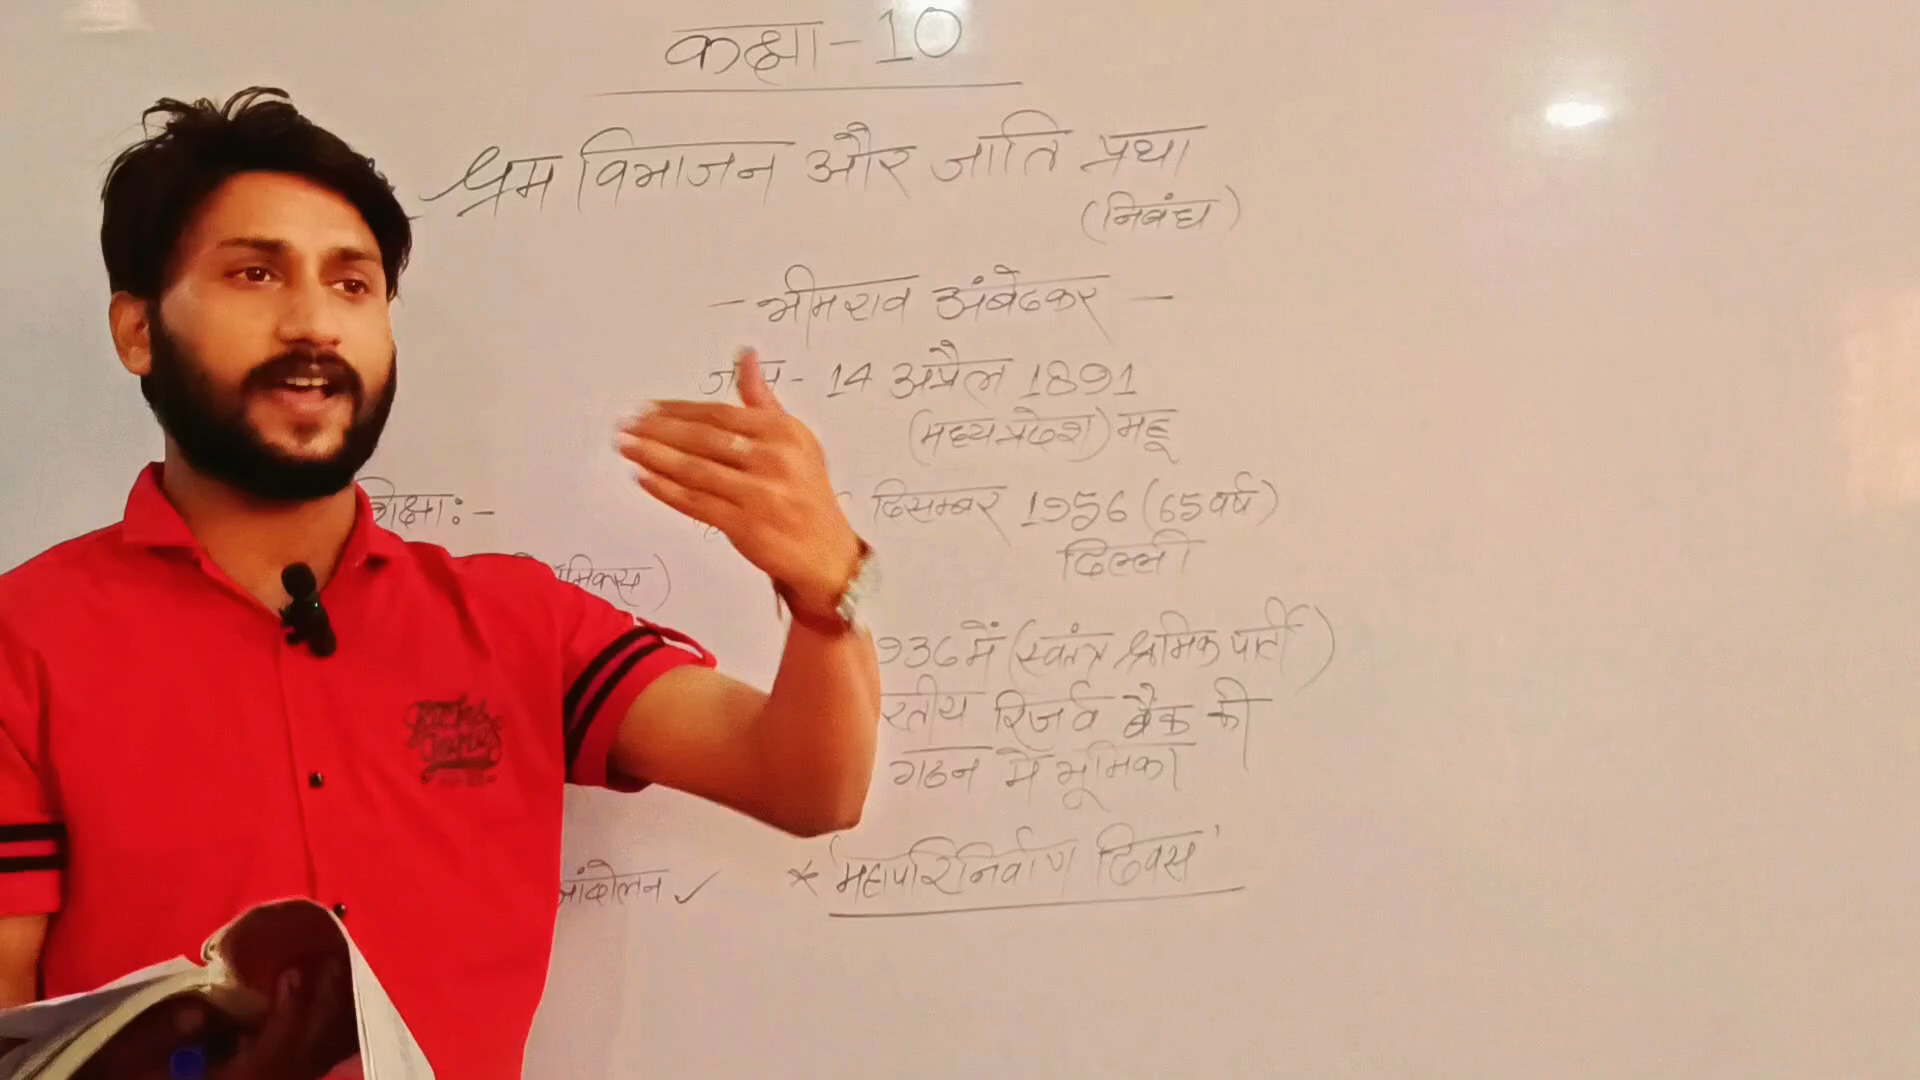 कक्षा-10
श्रम विभाजन और जाति प्रथा
(निबंध)
- भीमराव अंबेदकर -
- 14 अप्रैल 1891
(मध्यप्रदेश) महू
शिक्षा:-
दिसम्बर 1956 (65 वर्ष)
दिल्ली
936 में (स्वतंत्र श्रमिक पार्टी)
रतीय रिजर्व बैंक की
गठन में भूमिका
आंदोलन ✓
* 'महापरिनिर्वाण दिवस'